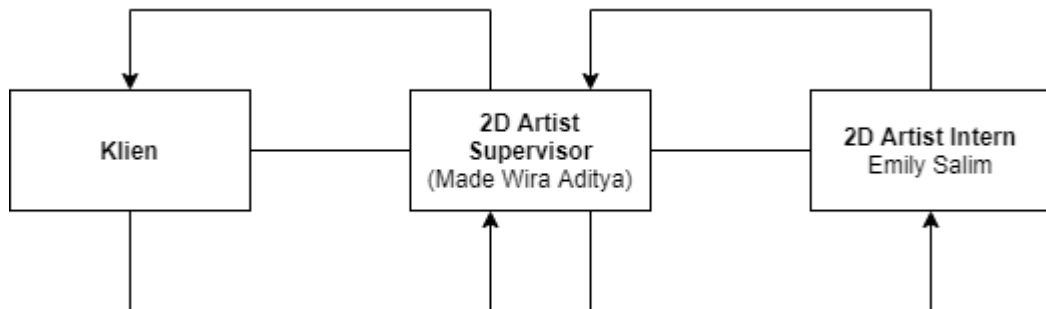 Klien
2D Artist
Supervisor
(Made Wira Aditya)
2D Artist Intern
Emily Salim